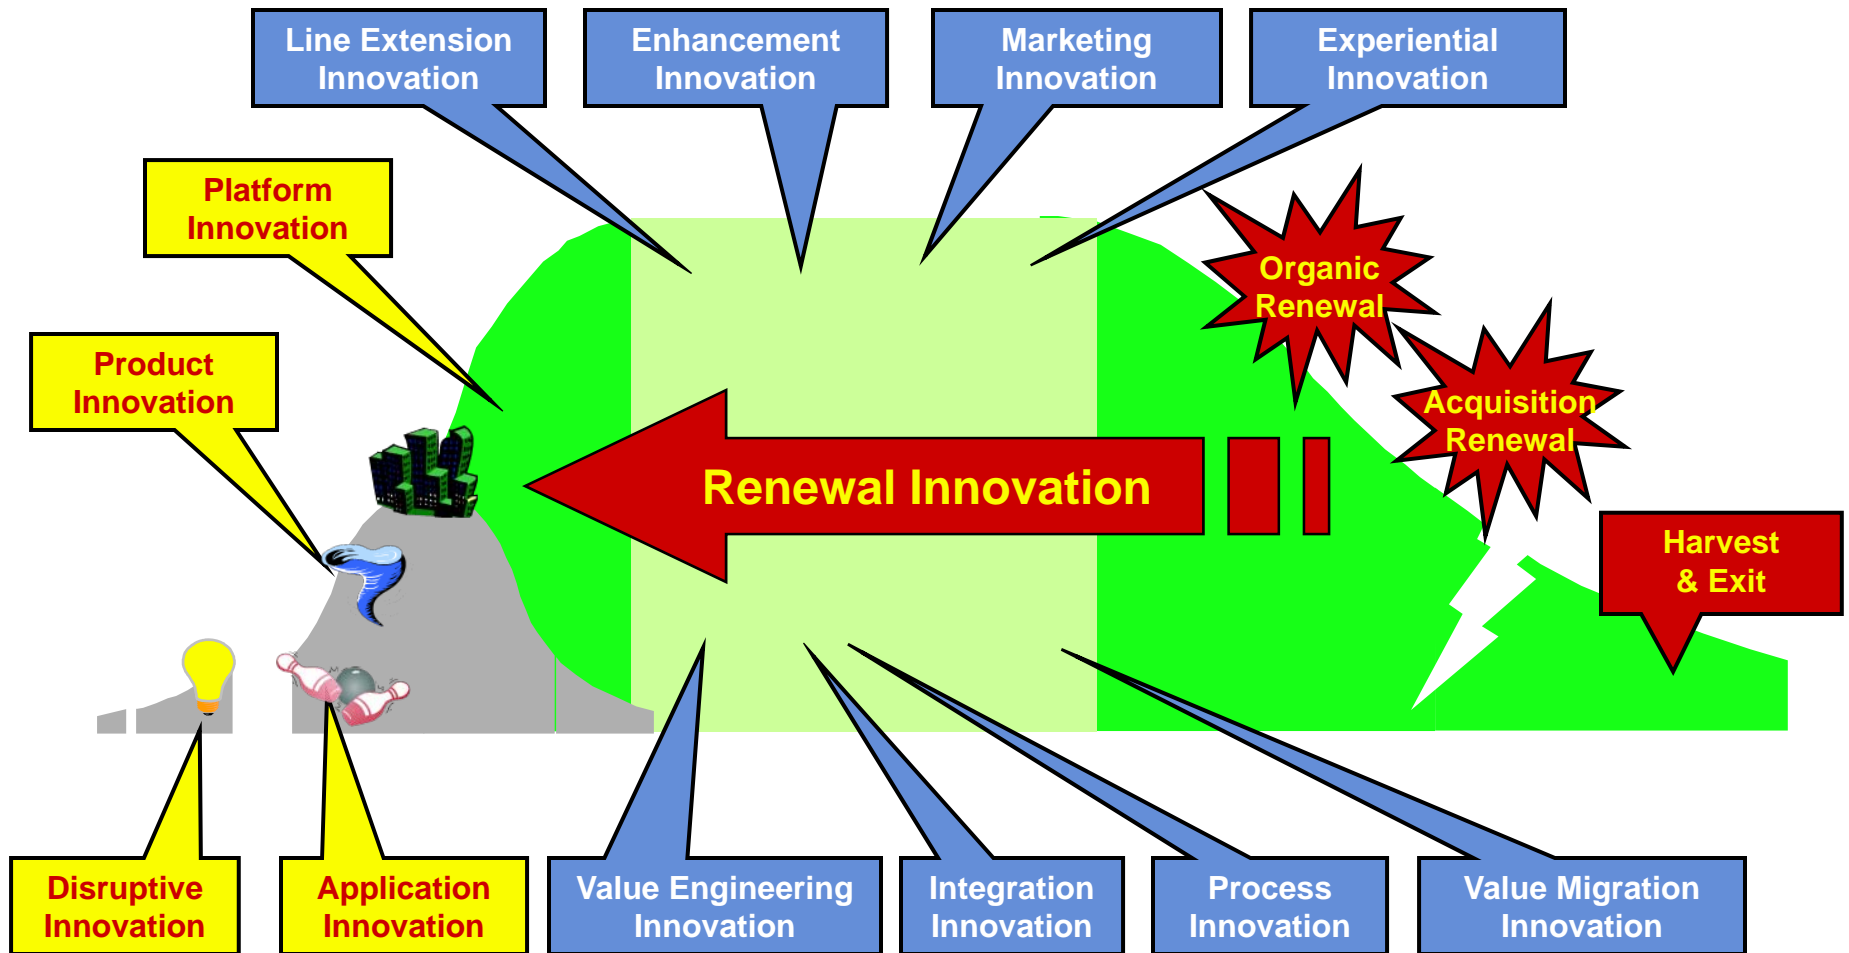 Line Extension
Innovation
Enhancement
Innovation
Marketing
Innovation
Experiential
Innovation
Platform
Innovation
Organic
Renewal
Product
Innovation
Acquisition
Renewal
Renewal Innovation
Harvest
& Exit
Disruptive
Innovation
Application
Innovation
Value Engineering
Innovation
Integration
Innovation
Process
Innovation
Value Migration
Innovation